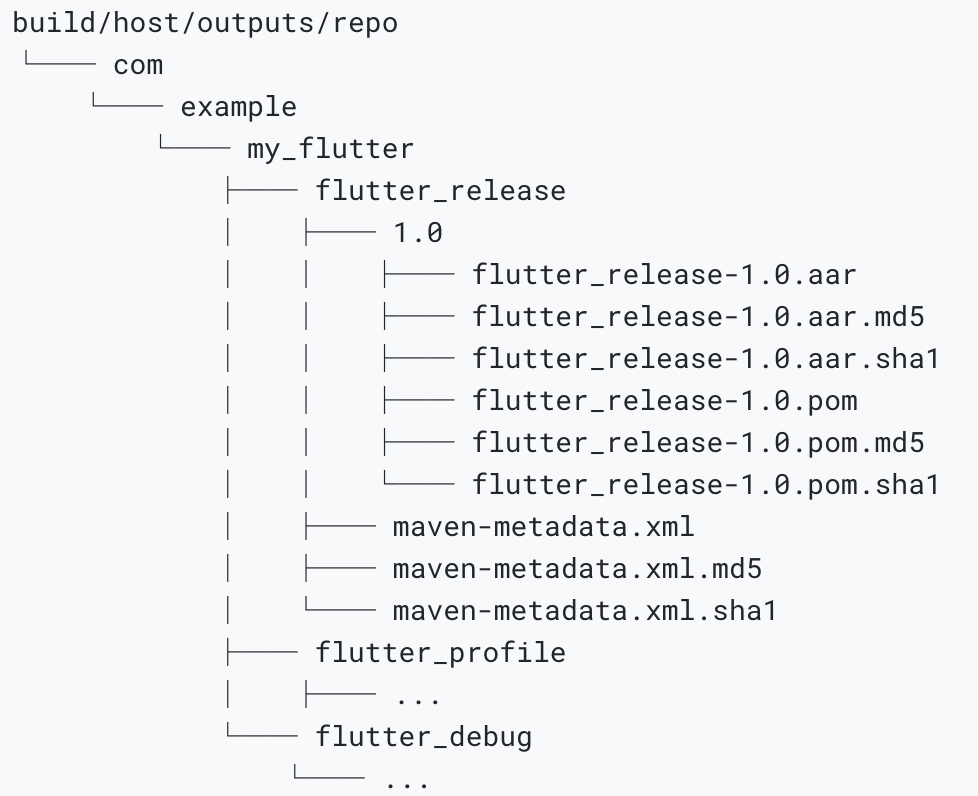 build/host/outputs/repo
└── com
    └── example
        └── my_flutter
            ├── flutter_release
            │   ├── 1.0
            │   │   ├── flutter_release-1.0.aar
            │   │   ├── flutter_release-1.0.aar.md5
            │   │   ├── flutter_release-1.0.aar.sha1
            │   │   ├── flutter_release-1.0.pom
            │   │   ├── flutter_release-1.0.pom.md5
            │   │   └── flutter_release-1.0.pom.sha1
            │   ├── maven-metadata.xml
            │   ├── maven-metadata.xml.md5
            │   └── maven-metadata.xml.sha1
            ├── flutter_profile
            │   ├── ...
            └── flutter_debug
                └── ...